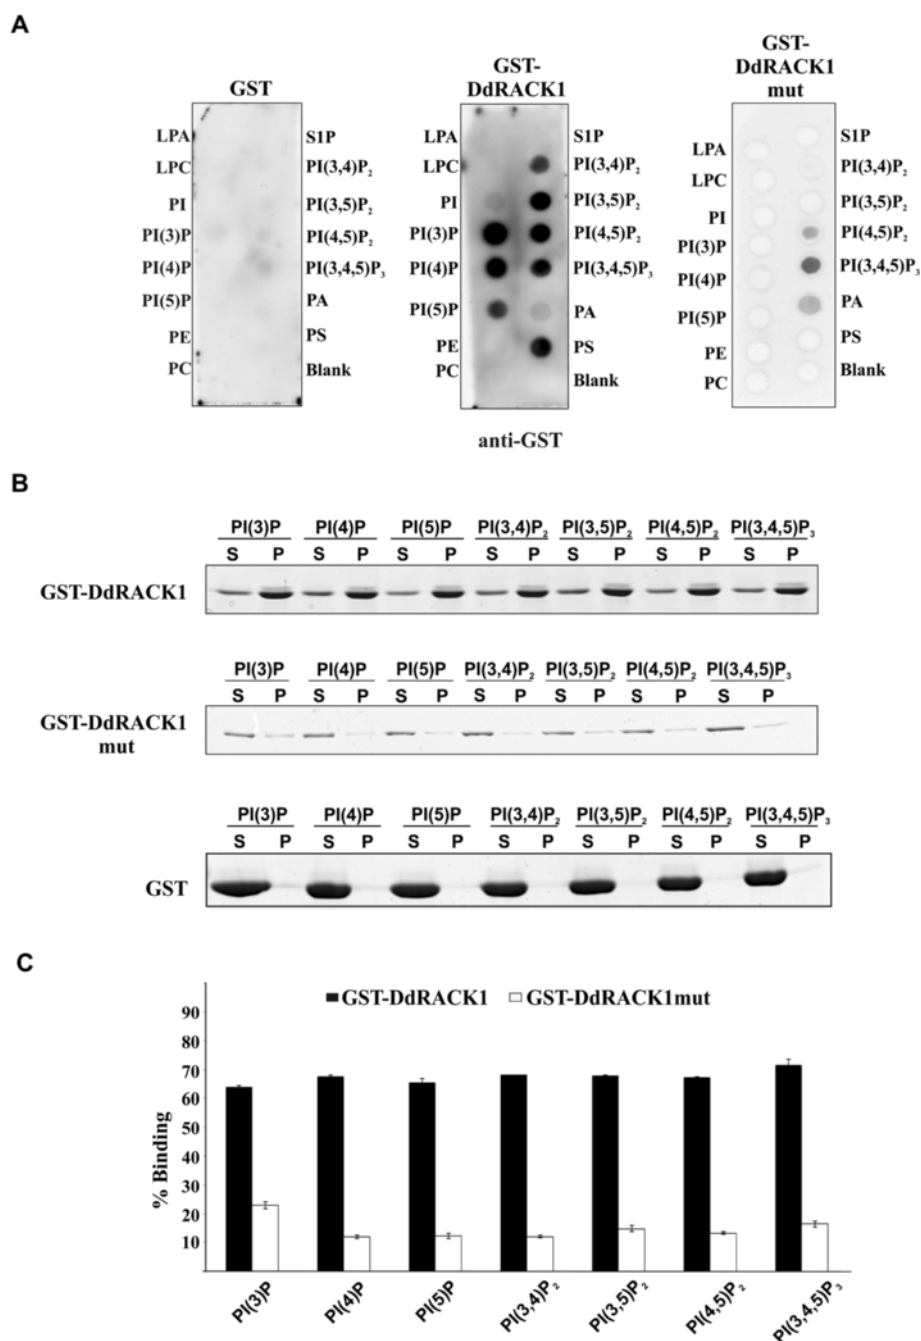 A
GST
LPA
LPC
PI
PI(3)P
PI(4)P
PI(5)P
PE
PC
S1P
PI(3,4)P₂
PI(3,5)P₂
PI(4,5)P₂
PI(3,4,5)P₃
PA
PS
Blank
GST-
DdRACK1
LPA
LPC
PI
PI(3)P
PI(4)P
PI(5)P
PE
PC
S1P
PI(3,4)P₂
PI(3,5)P₂
PI(4,5)P₂
PI(3,4,5)P₃
PA
PS
Blank
anti-GST
GST-
DdRACK1
mut
LPA
LPC
PI
PI(3)P
PI(4)P
PI(5)P
PE
PC
S1P
PI(3,4)P₂
PI(3,5)P₂
PI(4,5)P₂
PI(3,4,5)P₃
PA
PS
Blank
B
PI(3)P PI(4)P PI(5)P PI(3,4)P₂ PI(3,5)P₂ PI(4,5)P₂ PI(3,4,5)P₃
S P S P S P S P S P S P S P
GST-DdRACK1
PI(3)P PI(4)P PI(5)P PI(3,4)P₂ PI(3,5)P₂ PI(4,5)P₂ PI(3,4,5)P₃
S P S P S P S P S P S P S P
GST-DdRACK1
mut
PI(3)P PI(4)P PI(5)P PI(3,4)P₂ PI(3,5)P₂ PI(4,5)P₂ PI(3,4,5)P₃
S P S P S P S P S P S P S P
GST
C
GST-DdRACK1 GST-DdRACK1mut
% Binding
90
80
70
60
50
40
30
20
10
PI(3)P PI(4)P PI(5)P PI(3,4)P₂ PI(3,5)P₂ PI(4,5)P₂ PI(3,4,5)P₃